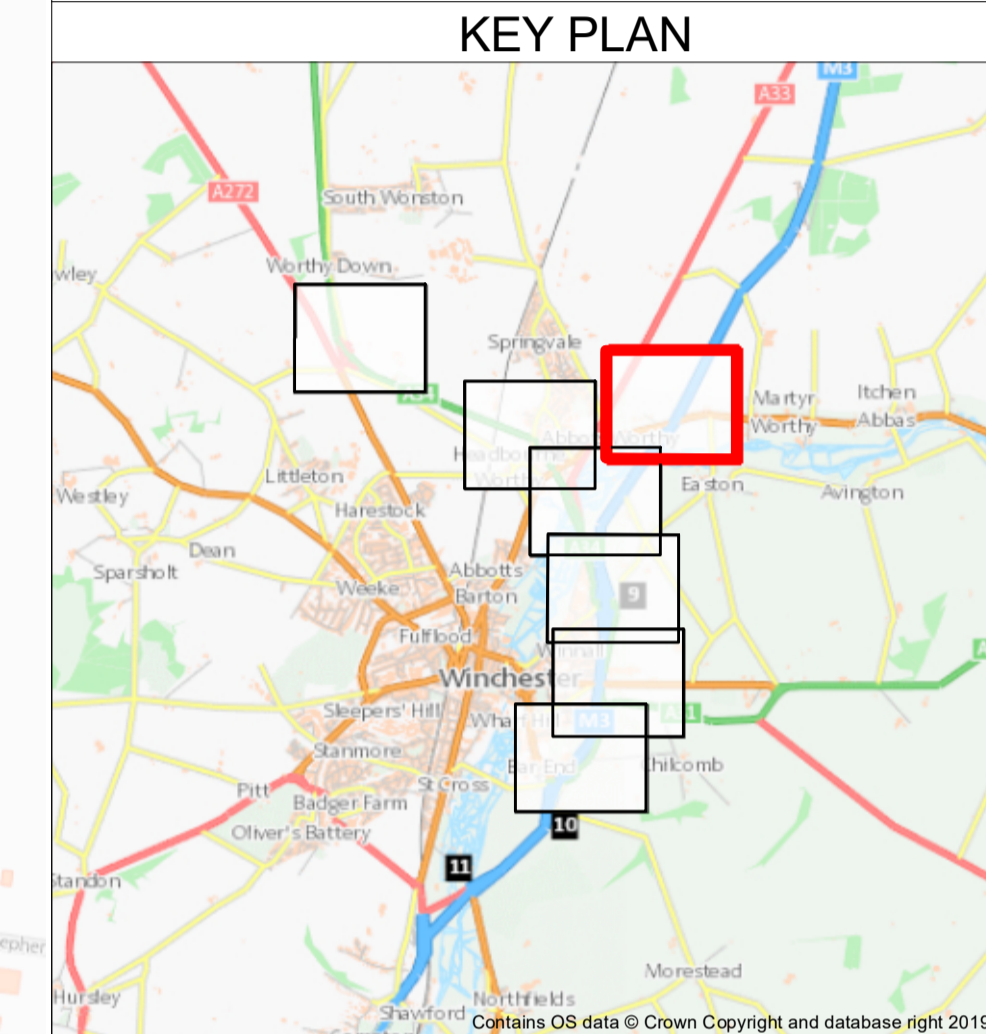 KEY PLAN
M3
A33
A272
South Wonston
Worthy Down
wley
Springvale
A34
Martyr
Worthy
Itchen
Abbas
Abbots Worthy
Headbourne
Worthy
Littleton
Easton
Avington
Westley
Harestock
Dean
Sparsholt
Abbotts
Barton
Weeke
9
Fulflood
Winnall
Winchester
Sleepers' Hill
Wharf Hill
M3
A31
A
Stanmore
Bar End
Chilcomb
St Cross
Pitt
Badger Farm
Oliver's Battery
10
11
Standon
epher
Morestead
Hursley
Northfields
Shawford
Contains OS data © Crown Copyright and database right 2019